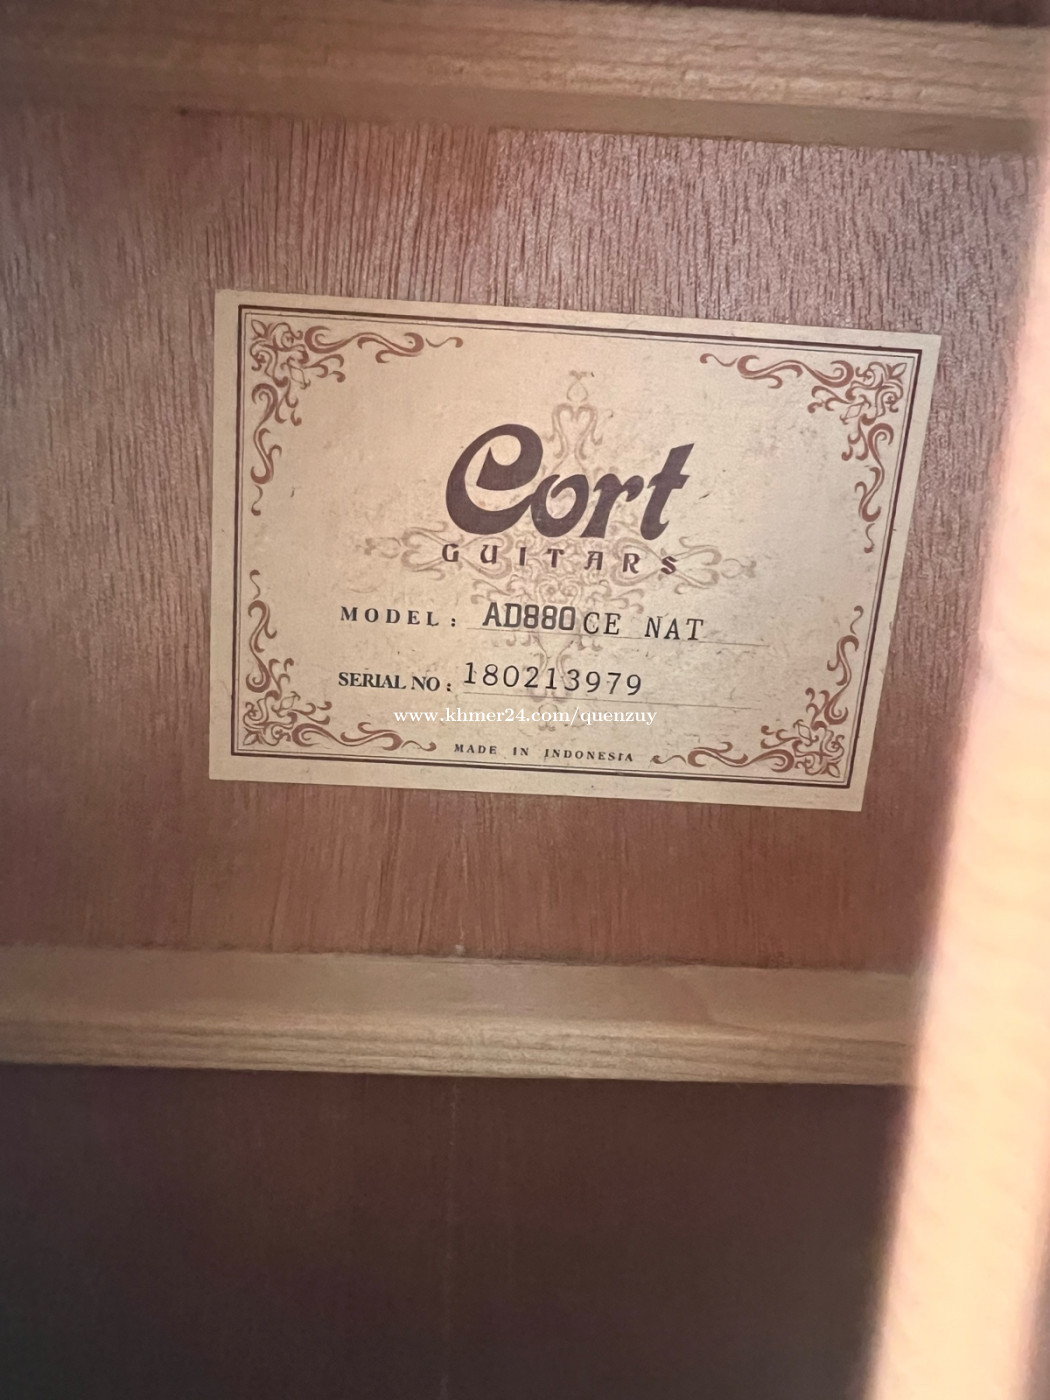 Cort
GUITARS
MODEL: AD880CE NAT
SERIAL NO: 180213979
www.khmer24.com/quenzuy
MADE IN INDONESIA